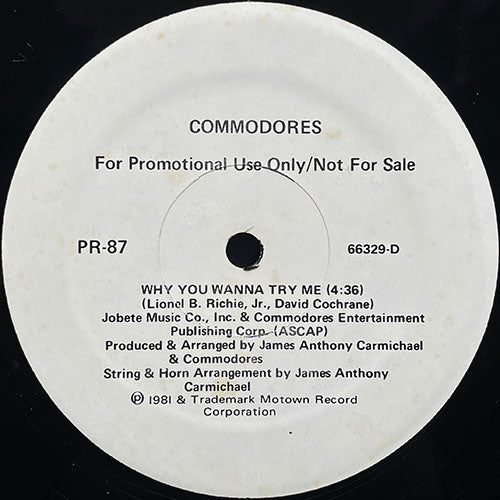 COMMODORES
For Promotional Use Only/Not For Sale
PR-87 66329-D
WHY YOU WANNA TRY ME (4:36)
(Lionel B. Richie, Jr., David Cochrane)
Jobete Music Co., Inc. & Commodores Entertainment
Publishing Corp. (ASCAP)
Produced & Arranged by James Anthony Carmichael
& Commodores
String & Horn Arrangement by James Anthony
Carmichael
℗ 1981 & Trademark Motown Record
Corporation